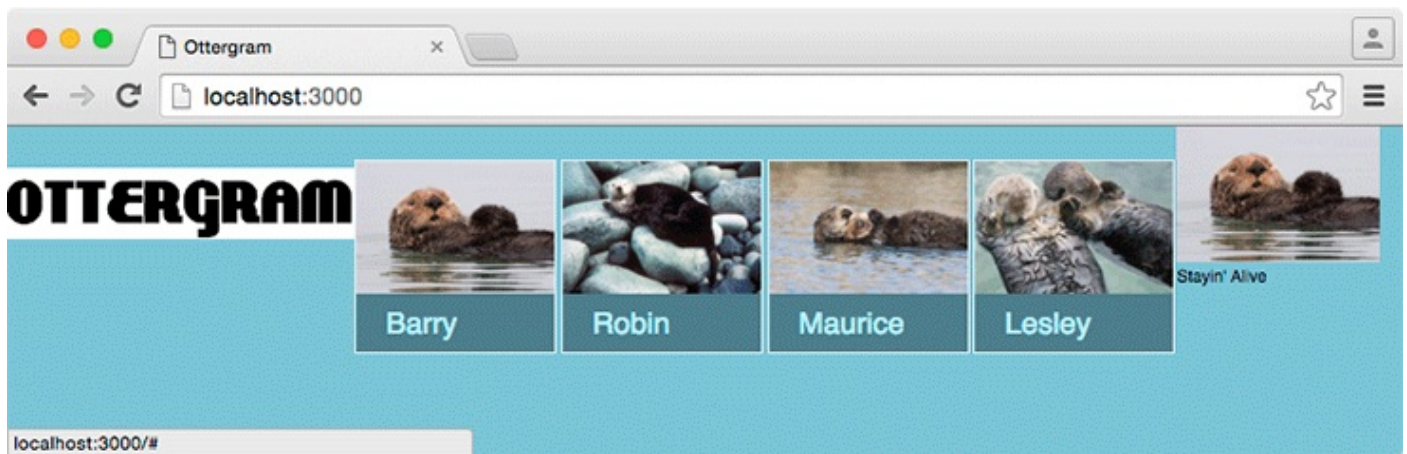 Ottergram
localhost:3000
OTTERGRAM
Barry
Robin
Maurice
Lesley
Stayin' Alive
localhost:3000/#